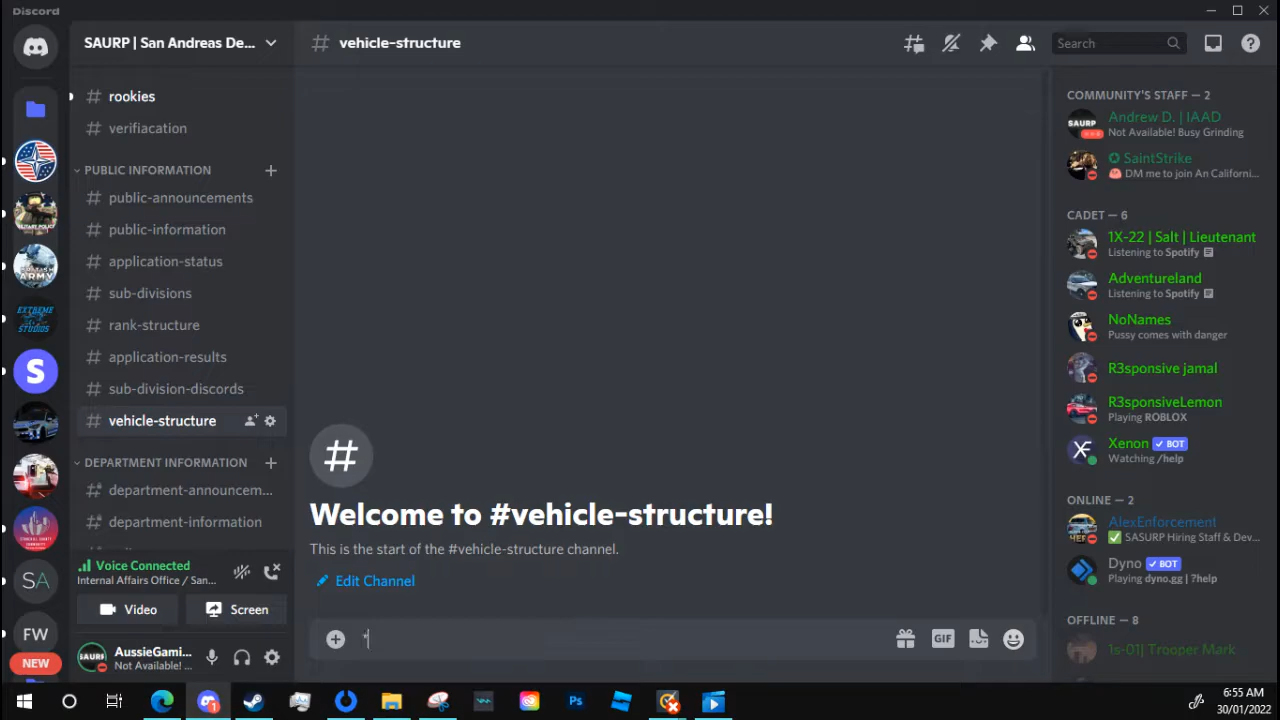 Discord
SAURP | San Andreas De...
vehicle-structure
Search
rookies
verifiacation
PUBLIC INFORMATION
public-announcements
public-information
application-status
sub-divisions
rank-structure
application-results
sub-division-discords
vehicle-structure
DEPARTMENT INFORMATION
department-announcem...
department-information
Voice Connected
Internal Affairs Office / San...
Video
Screen
AussieGami...
Not Available! ...
EXTREME
STUDIOS
S
SA
FW
NEW
Welcome to #vehicle-structure!
This is the start of the #vehicle-structure channel.
Edit Channel
*
GIF
COMMUNITY'S STAFF — 2
Andrew D. | IAAD
Not Available! Busy Grinding
SaintStrike
DM me to join An Californi...
CADET — 6
1X-22 | Salt | Lieutenant
Listening to Spotify
Adventureland
Listening to Spotify
NoNames
Pussy comes with danger
R3sponsive jamal
R3sponsiveLemon
Playing ROBLOX
Xenon ✓ BOT
Watching /help
ONLINE — 2
AlexEnforcement
SASURP Hiring Staff & Dev...
Dyno ✓ BOT
Playing dyno.gg | ?help
OFFLINE — 8
1s-01| Trooper Mark
6:55 AM
30/01/2022